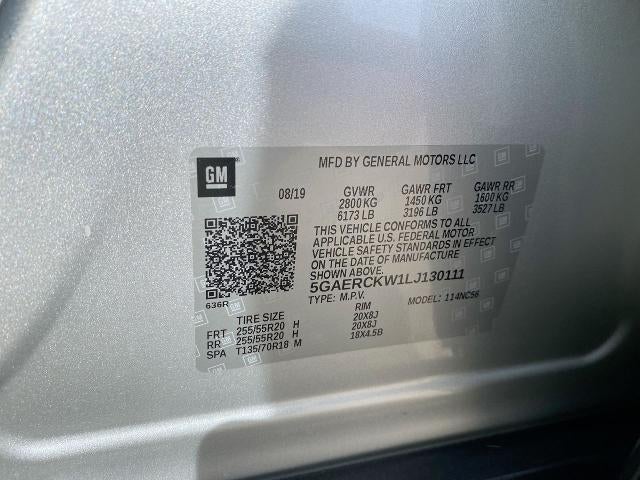 GM
MFD BY GENERAL MOTORS LLC
08/19 GVWR GAWR FRT GAWR RR
2800 KG 1450 KG 1600 KG
6173 LB 3196 LB 3527 LB
THIS VEHICLE CONFORMS TO ALL
APPLICABLE U.S. FEDERAL MOTOR
VEHICLE SAFETY STANDARDS IN EFFECT
ON THE DATE OF MANUFACTURE
SHOWN ABOVE.
5GAERCKW1LJ130111
636R TYPE: M.P.V. MODEL: 114NC56
TIRE SIZE RIM
FRT 255/55R20 H 20X8J
RR 255/55R20 H 20X8J
SPA T135/70R18 M 18X4.5B